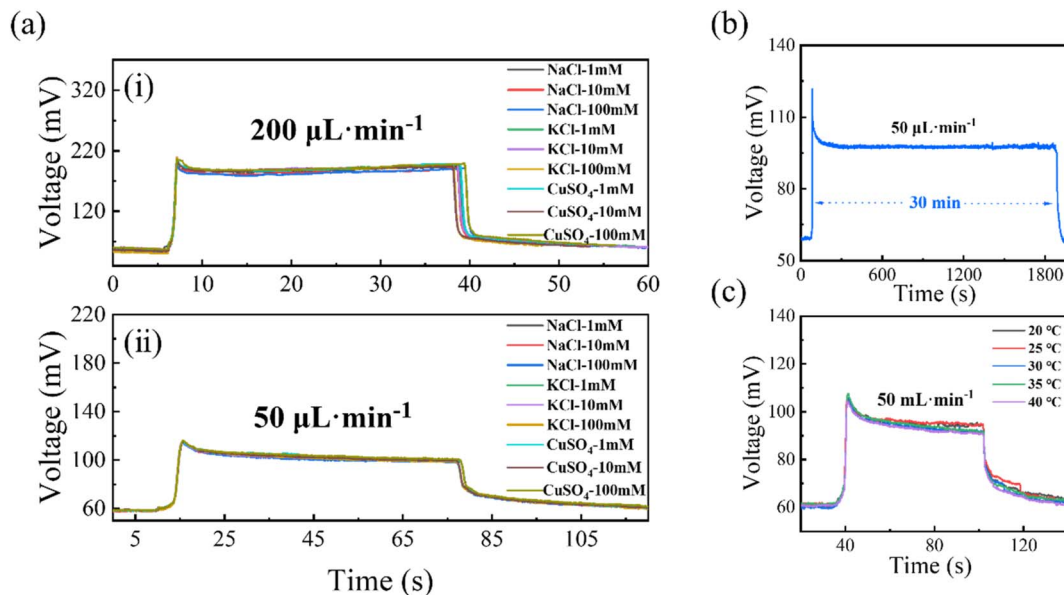 (a)
(i)
200 μL·min⁻¹
NaCl-1mM
NaCl-10mM
NaCl-100mM
KCl-1mM
KCl-10mM
KCl-100mM
CuSO₄-1mM
CuSO₄-10mM
CuSO₄-100mM
Voltage (mV)
320
240
160
80
0 10 20 30 40 50 60
(ii)
50 μL·min⁻¹
NaCl-1mM
NaCl-10mM
NaCl-100mM
KCl-1mM
KCl-10mM
KCl-100mM
CuSO₄-1mM
CuSO₄-10mM
CuSO₄-100mM
Voltage (mV)
220
180
140
100
60
5 25 45 65 85 105
Time (s)
(b)
Voltage (mV)
140
100
80
60
50 μL·min⁻¹
30 min
0 600 1200 1800
Time (s)
(c)
Voltage (mV)
140
120
100
80
60
50 mL·min⁻¹
20 °C
25 °C
30 °C
35 °C
40 °C
40 80 120
Time (s)